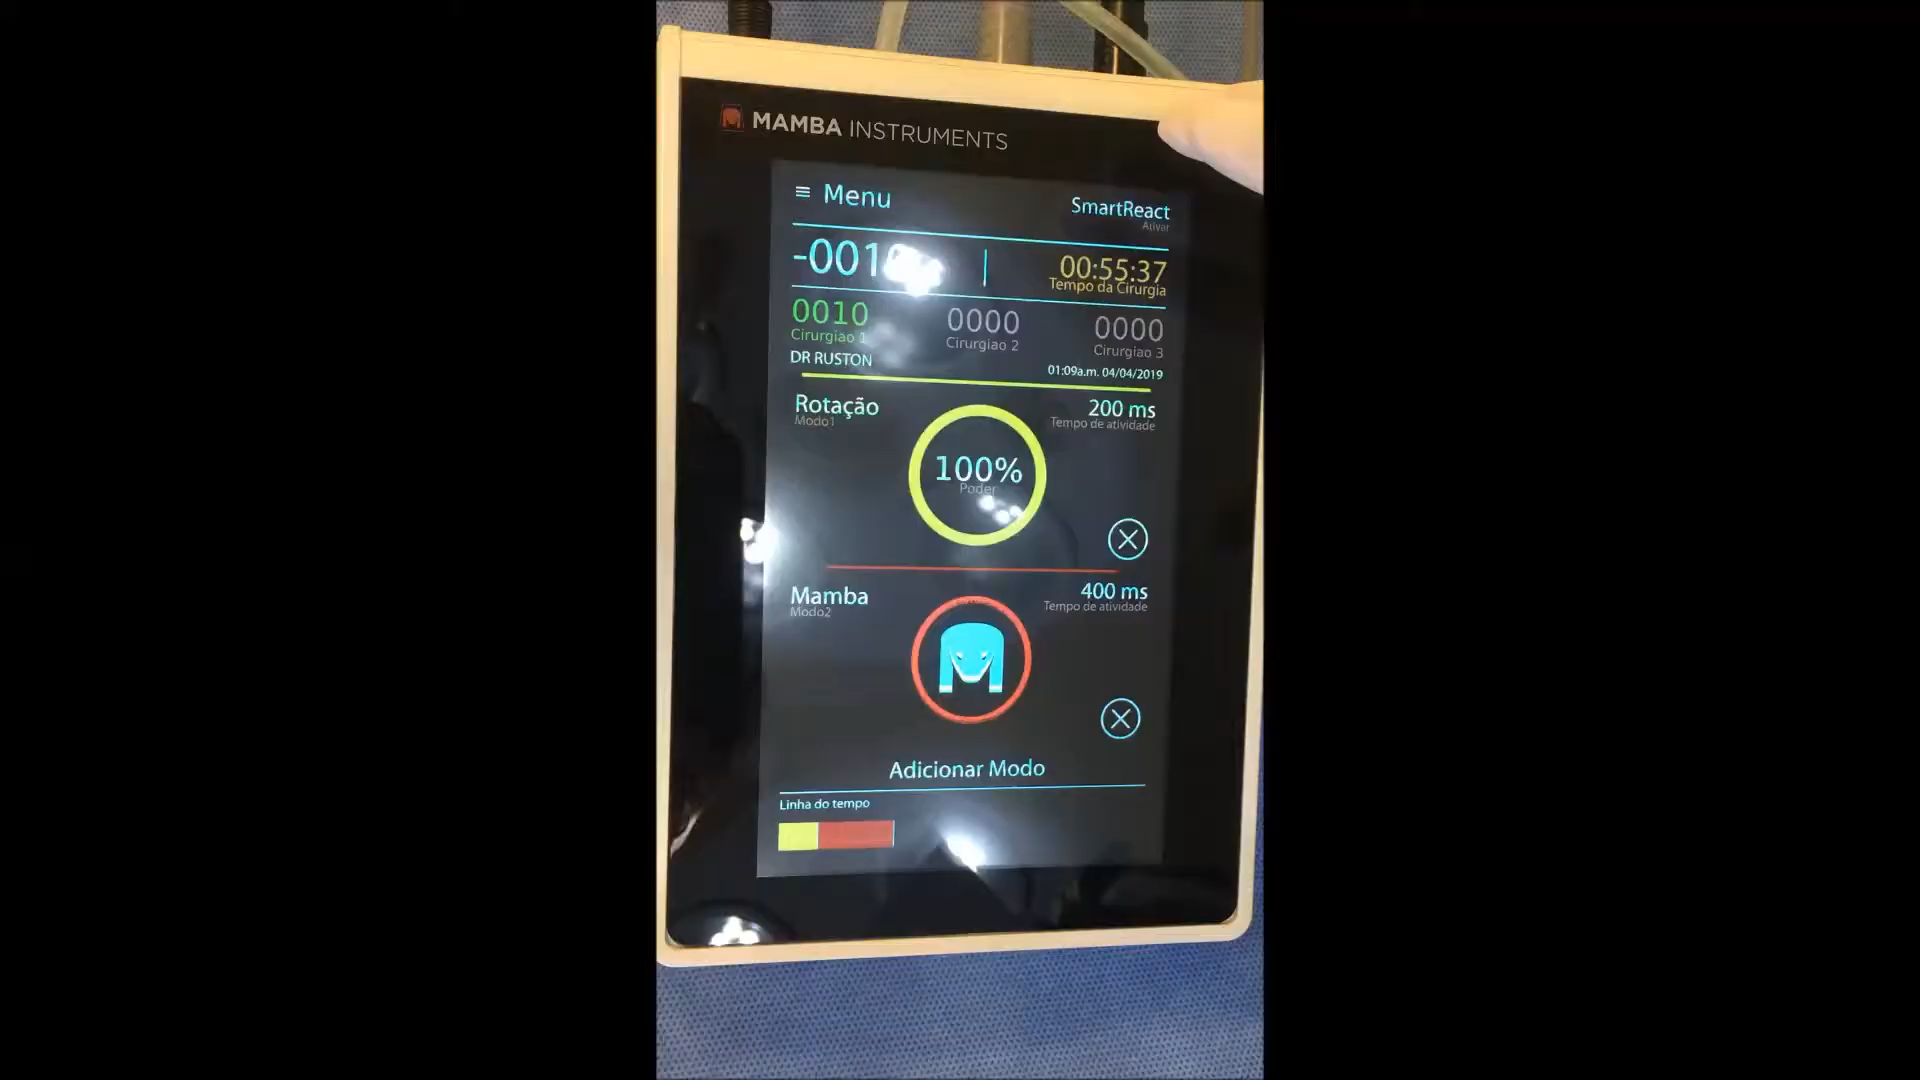 MAMBA INSTRUMENTS
≡ Menu
SmartReact
Ativar
00:55:37
Tempo da Cirurgia
0010
Cirurgiao 1
0000
Cirurgiao 2
0000
Cirurgiao 3
DR RUSTON
01:09a.m. 04/04/2019
Rotação
Modo1
200 ms
Tempo de atividade
100%
Poder
Mamba
Modo2
400 ms
Tempo de atividade
Adicionar Modo
Linha do tempo